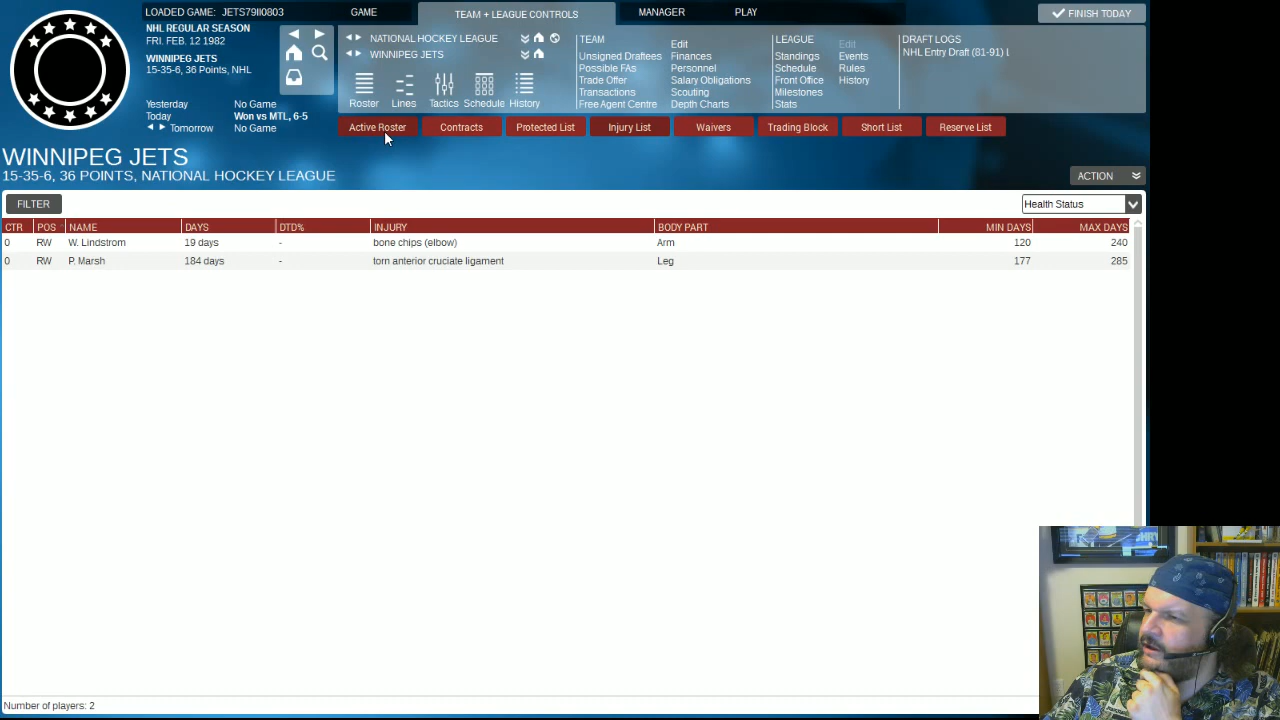 LOADED GAME: JETS79II0803
GAME
TEAM + LEAGUE CONTROLS
MANAGER
PLAY
FINISH TODAY
NHL REGULAR SEASON
FRI. FEB. 12 1982
WINNIPEG JETS
15-35-6, 36 Points, NHL
Yesterday No Game
Today Won vs MTL, 6-5
Tomorrow No Game
NATIONAL HOCKEY LEAGUE
WINNIPEG JETS
Roster Lines Tactics Schedule History
TEAM
Unsigned Draftees
Possible FAs
Trade Offer
Transactions
Free Agent Centre
Edit
Finances
Personnel
Salary Obligations
Scouting
Depth Charts
LEAGUE
Standings
Schedule
Front Office
Milestones
Stats
Edit
Events
Rules
History
DRAFT LOGS
NHL Entry Draft (81-91) l
Active Roster Contracts Protected List Injury List Waivers Trading Block Short List Reserve List
WINNIPEG JETS
15-35-6, 36 POINTS, NATIONAL HOCKEY LEAGUE
ACTION
FILTER
Health Status
CTR POS NAME DAYS DTD% INJURY BODY PART MIN DAYS MAX DAYS
0 RW W. Lindstrom 19 days - bone chips (elbow) Arm 120 240
0 RW P. Marsh 184 days - torn anterior cruciate ligament Leg 177 285
Number of players: 2